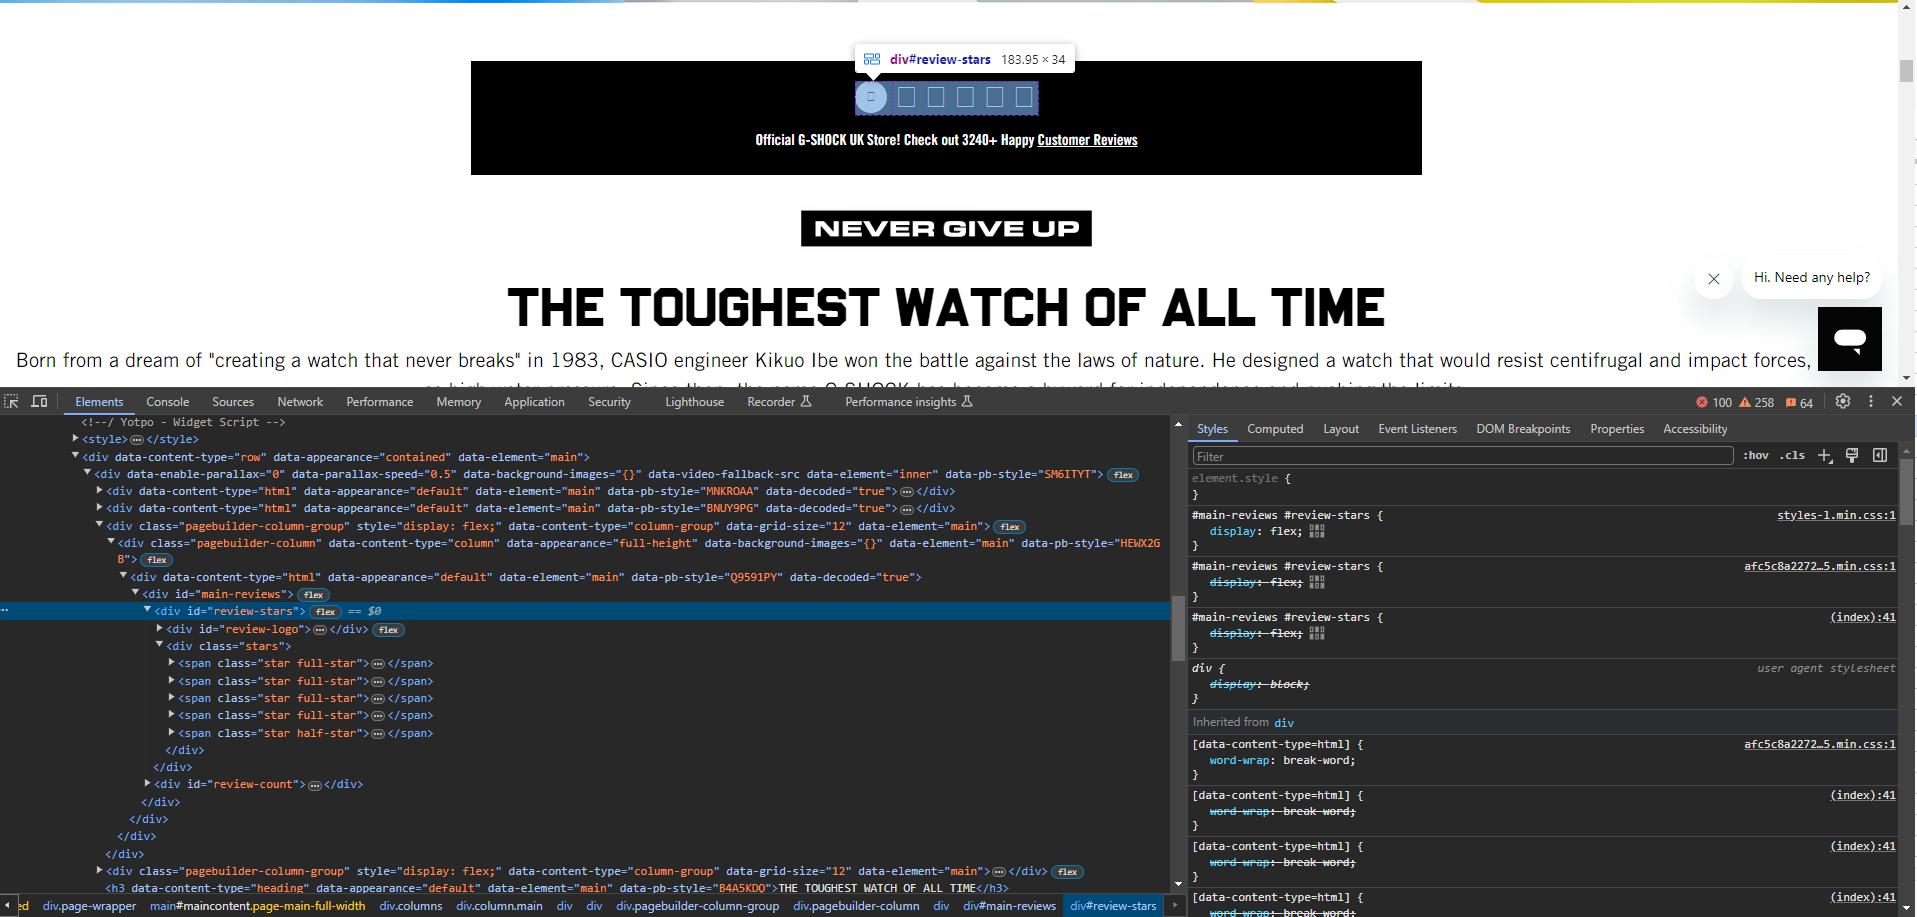 div#review-stars 183.95 × 34
Official G-SHOCK UK Store! Check out 3240+ Happy Customer Reviews
NEVER GIVE UP
THE TOUGHEST WATCH OF ALL TIME
Born from a dream of "creating a watch that never breaks" in 1983, CASIO engineer Kikuo Ibe won the battle against the laws of nature. He designed a watch that would resist centifrugal and impact forces,
Hi. Need any help?
Elements Console Sources Network Performance Memory Application Security Lighthouse Recorder Performance insights 100 258 64
<!--/ Yotpo - Widget Script -->
<style>…</style>
<div data-content-type="row" data-appearance="contained" data-element="main">
<div data-enable-parallax="0" data-parallax-speed="0.5" data-background-images="{}" data-video-fallback-src data-element="inner" data-pb-style="SM6ITYT"> flex
<div data-content-type="html" data-appearance="default" data-element="main" data-pb-style="MNKROAA" data-decoded="true">…</div>
<div data-content-type="html" data-appearance="default" data-element="main" data-pb-style="BNUY9PG" data-decoded="true">…</div>
<div class="pagebuilder-column-group" style="display: flex;" data-content-type="column-group" data-grid-size="12" data-element="main"> flex
<div class="pagebuilder-column" data-content-type="column" data-appearance="full-height" data-background-images="{}" data-element="main" data-pb-style="HEWX2G
B"> flex
<div data-content-type="html" data-appearance="default" data-element="main" data-pb-style="Q9591PY" data-decoded="true">
<div id="main-reviews"> flex
… <div id="review-stars"> flex == $0
<div id="review-logo">…</div> flex
<div class="stars">
<span class="star full-star">…</span>
<span class="star full-star">…</span>
<span class="star full-star">…</span>
<span class="star full-star">…</span>
<span class="star half-star">…</span>
</div>
</div>
<div id="review-count">…</div>
</div>
</div>
</div>
</div>
<div class="pagebuilder-column-group" style="display: flex;" data-content-type="column-group" data-grid-size="12" data-element="main">…</div> flex
<h3 data-content-type="heading" data-appearance="default" data-element="main" data-pb-style="B4A5KDQ">THE TOUGHEST WATCH OF ALL TIME</h3>
ed div.page-wrapper main#maincontent.page-main-full-width div.columns div.column.main div div div.pagebuilder-column-group div.pagebuilder-column div div#main-reviews div#review-stars
Styles Computed Layout Event Listeners DOM Breakpoints Properties Accessibility
Filter :hov .cls
element.style {
}
#main-reviews #review-stars { styles-l.min.css:1
display: flex;
}
#main-reviews #review-stars { afc5c8a2272…5.min.css:1
display: flex;
}
#main-reviews #review-stars { (index):41
display: flex;
}
div { user agent stylesheet
display: block;
}
Inherited from div
[data-content-type=html] { afc5c8a2272…5.min.css:1
word-wrap: break-word;
}
[data-content-type=html] { (index):41
word-wrap: break-word;
}
[data-content-type=html] { (index):41
word-wrap: break-word;
}
[data-content-type=html] { (index):41
word-wrap: break-word;